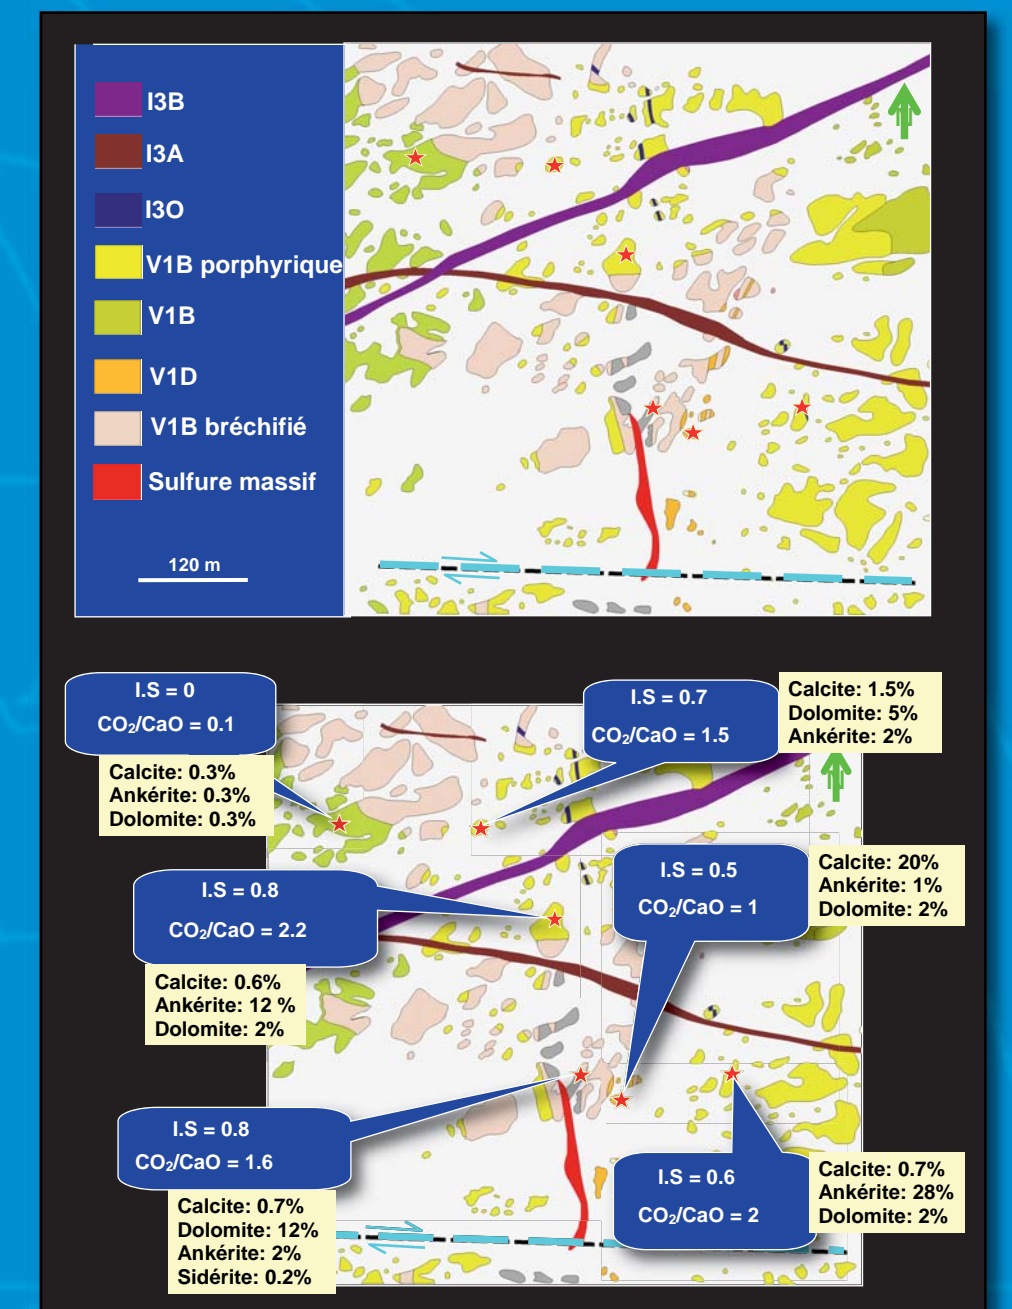 I3B
I3A
I3O
V1B porphyrique
V1B
V1D
V1B bréchifié
Sulfure massif
120 m
I.S = 0
CO₂/CaO = 0.1
Calcite: 0.3%
Ankérite: 0.3%
Dolomite: 0.3%
I.S = 0.7
CO₂/CaO = 1.5
Calcite: 1.5%
Dolomite: 5%
Ankérite: 2%
I.S = 0.8
CO₂/CaO = 2.2
Calcite: 0.6%
Ankérite: 12 %
Dolomite: 2%
I.S = 0.5
CO₂/CaO = 1
Calcite: 20%
Ankérite: 1%
Dolomite: 2%
I.S = 0.8
CO₂/CaO = 1.6
Calcite: 0.7%
Dolomite: 12%
Ankérite: 2%
Sidérite: 0.2%
I.S = 0.6
CO₂/CaO = 2
Calcite: 0.7%
Ankérite: 28%
Dolomite: 2%